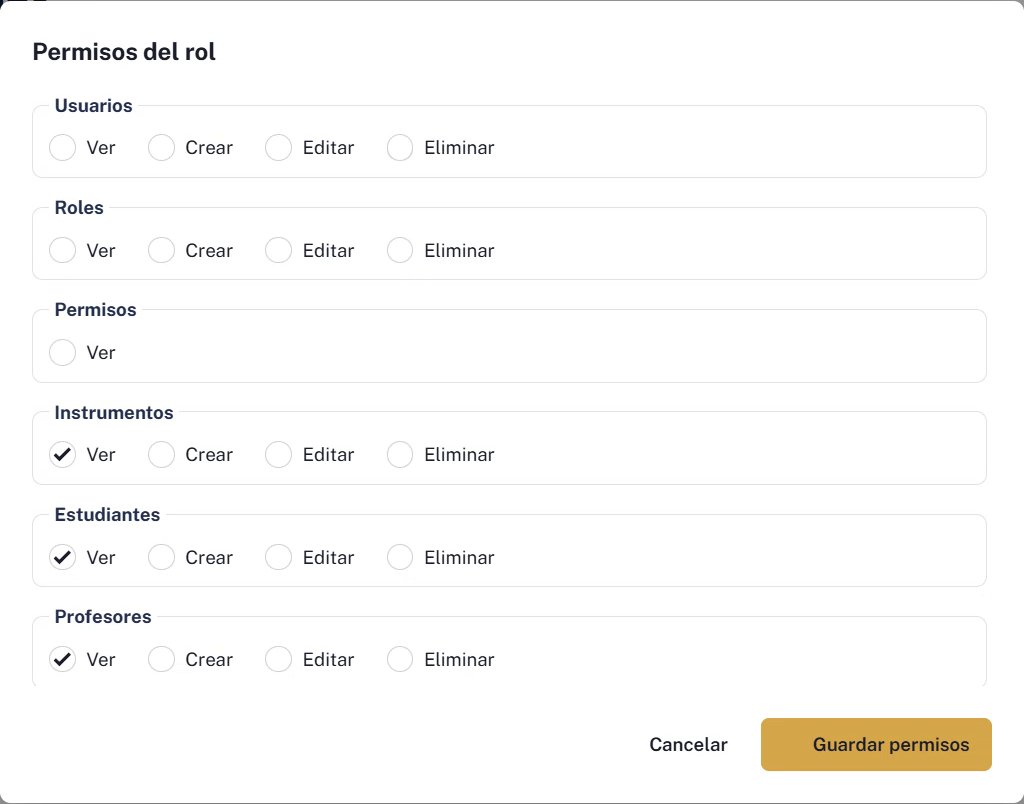 Permisos del rol
Usuarios
Ver Crear Editar Eliminar
Roles
Ver Crear Editar Eliminar
Permisos
Ver
Instrumentos
Ver Crear Editar Eliminar
Estudiantes
Ver Crear Editar Eliminar
Profesores
Ver Crear Editar Eliminar
Cancelar Guardar permisos